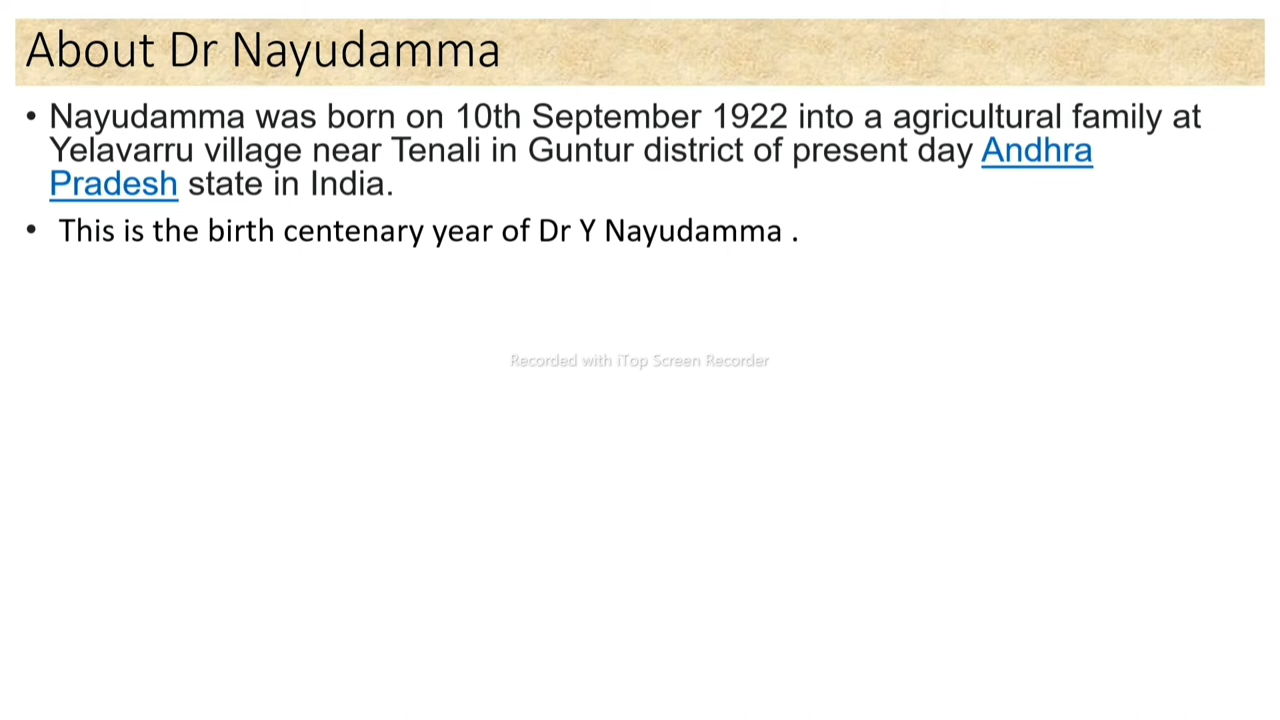 About Dr Nayudamma
• Nayudamma was born on 10th September 1922 into a agricultural family at
Yelavarru village near Tenali in Guntur district of present day Andhra
Pradesh state in India.
• This is the birth centenary year of Dr Y Nayudamma .
Recorded with iTop Screen Recorder